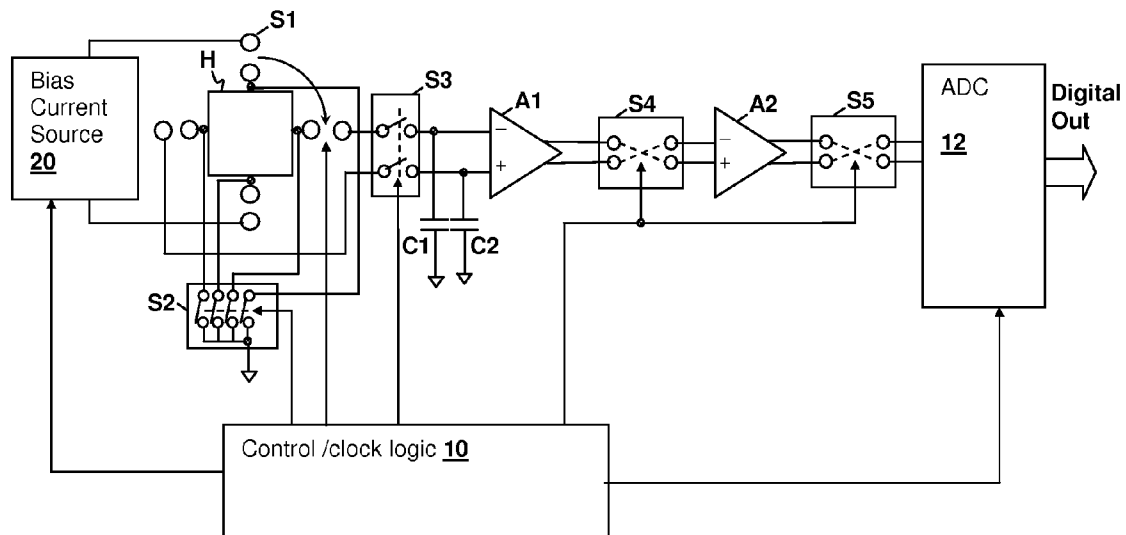 S1
H
Bias
Current
Source
20
S3
A1
S4
A2
S5
ADC
12
Digital
Out
−
+
−
+
C1
C2
S2
Control /clock logic 10